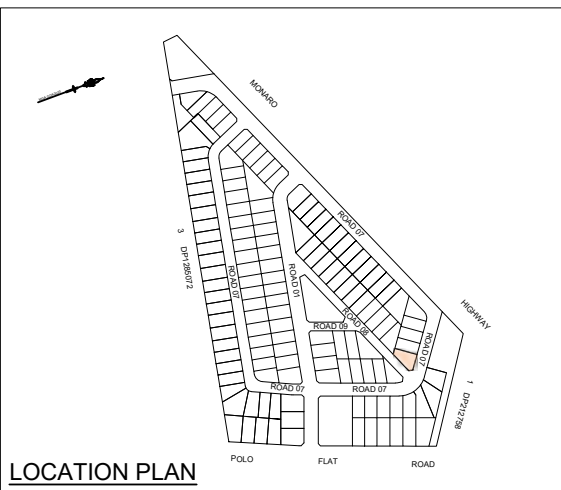 MONARO
ROAD 07
HIGHWAY
3 DP1285072
ROAD 07
ROAD 01
ROAD 08
ROAD 09
ROAD 07
ROAD 07
ROAD 07
1 DP212758
POLO FLAT ROAD
LOCATION PLAN